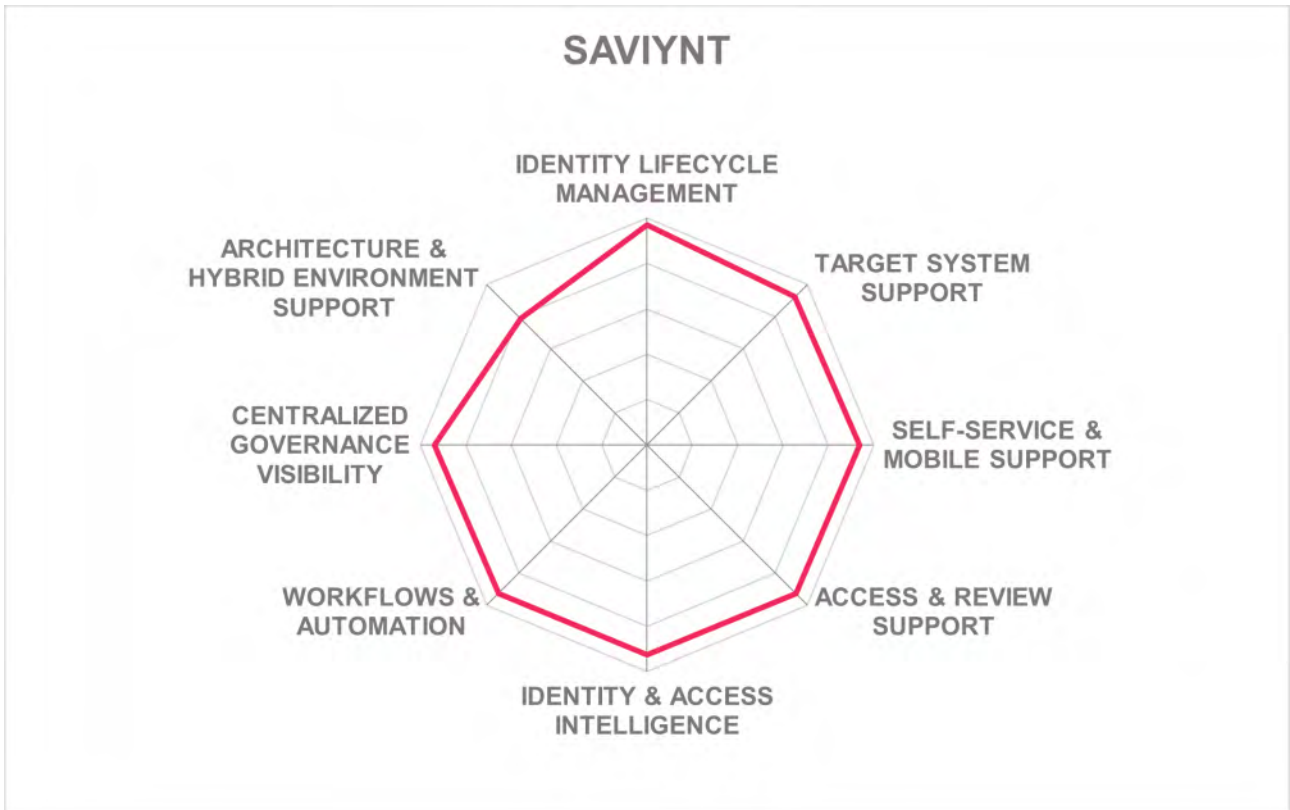 SAVIYNT
IDENTITY LIFECYCLE
MANAGEMENT
TARGET SYSTEM
SUPPORT
SELF-SERVICE &
MOBILE SUPPORT
ACCESS & REVIEW
SUPPORT
IDENTITY & ACCESS
INTELLIGENCE
WORKFLOWS &
AUTOMATION
CENTRALIZED
GOVERNANCE
VISIBILITY
ARCHITECTURE &
HYBRID ENVIRONMENT
SUPPORT